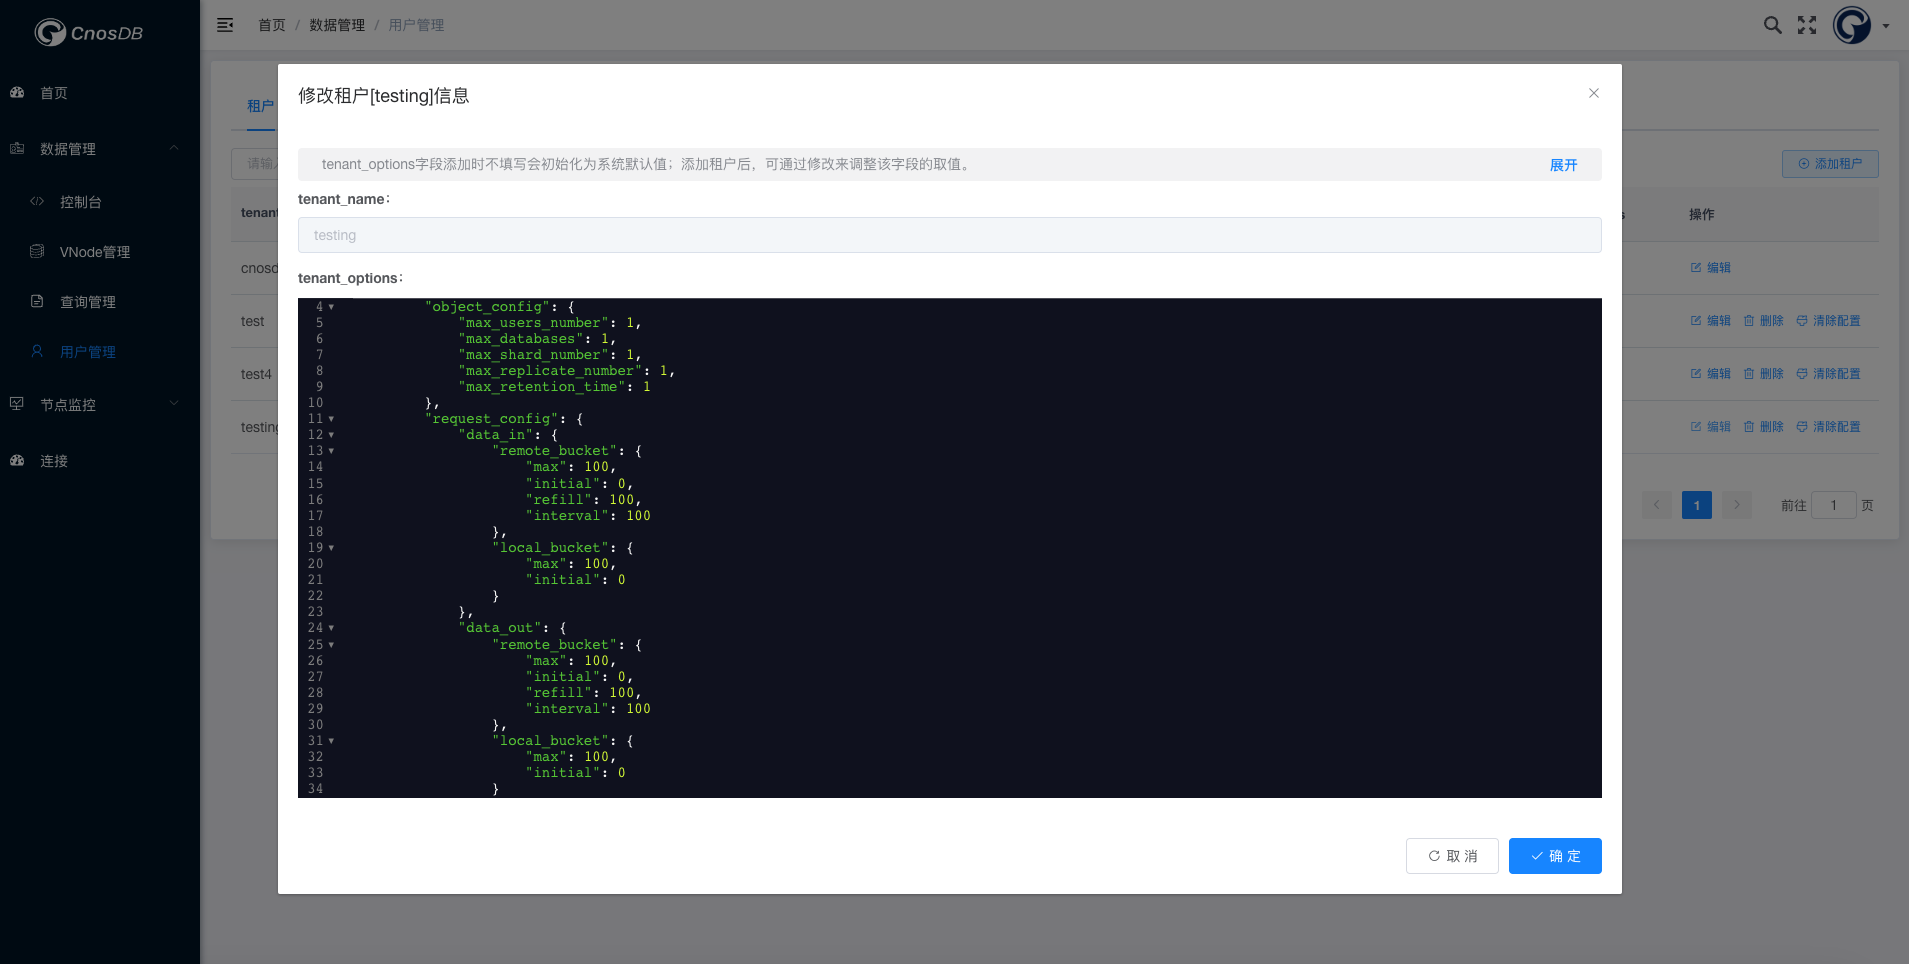 CnosDB
首页 / 数据管理 / 用户管理
首页
数据管理
控制台
VNode管理
查询管理
用户管理
节点监控
连接
租户
请输
添加租户
tenant
操作
cnosd
编辑
test
编辑 删除 清除配置
test4
编辑 删除 清除配置
testing
编辑 删除 清除配置
1
前往 1 页
修改租户[testing]信息
tenant_options字段添加时不填写会初始化为系统默认值；添加租户后，可通过修改来调整该字段的取值。
展开
tenant_name：
testing
tenant_options：
4 "object_config": {
5 "max_users_number": 1,
6 "max_databases": 1,
7 "max_shard_number": 1,
8 "max_replicate_number": 1,
9 "max_retention_time": 1
10 },
11 "request_config": {
12 "data_in": {
13 "remote_bucket": {
14 "max": 100,
15 "initial": 0,
16 "refill": 100,
17 "interval": 100
18 },
19 "local_bucket": {
20 "max": 100,
21 "initial": 0
22 }
23 },
24 "data_out": {
25 "remote_bucket": {
26 "max": 100,
27 "initial": 0,
28 "refill": 100,
29 "interval": 100
30 },
31 "local_bucket": {
32 "max": 100,
33 "initial": 0
34 }
取 消
确 定